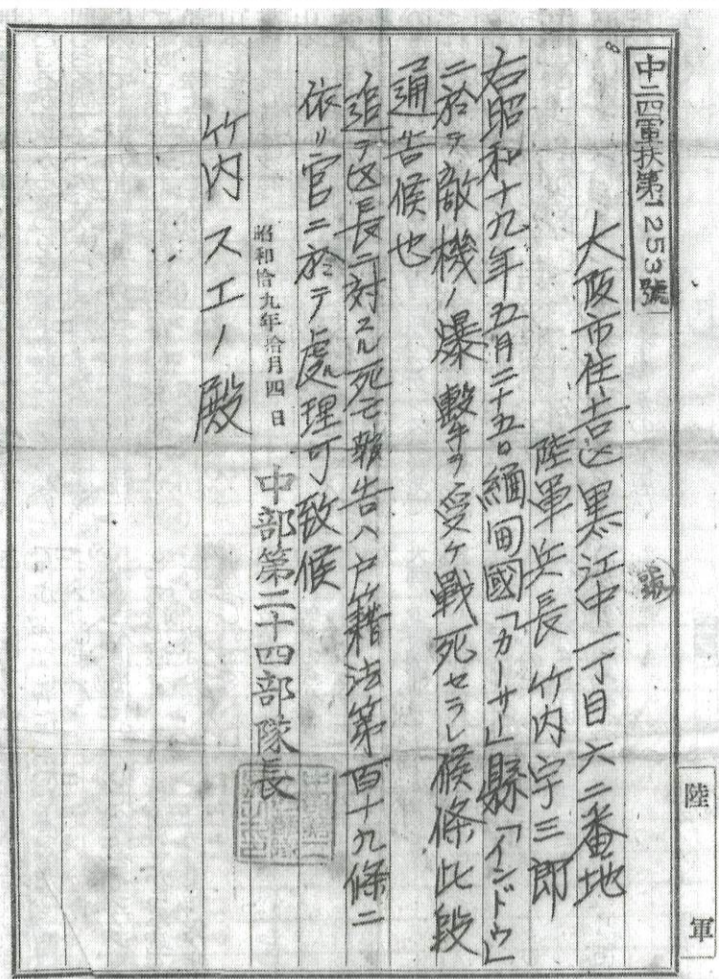 中二四軍扶第1253號
大阪市住吉区黒江中一丁目六二番地
陸軍兵長 竹内宇三郎
右昭和十九年五月二十五日緬甸國「カーサ」縣「インドウ」
ニ於テ敵機ノ爆撃ヲ受ケ戰死セラレ候條此段
通告候也
追テ区長ニ対スル死亡報告ハ戸籍法第百十九條ニ
依リ官ニ於テ處理可致候
昭和拾九年拾月四日
中部第二十四部隊長
竹内スエノ殿
陸軍